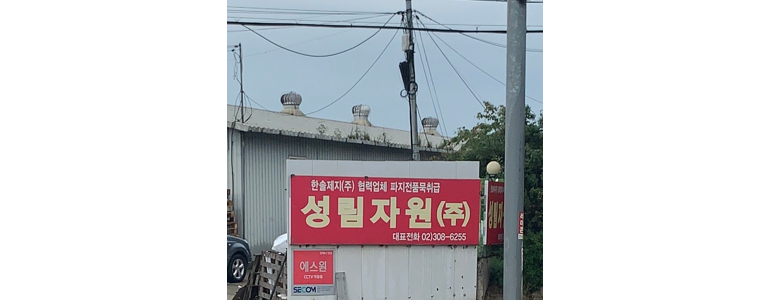 한솔제지(주) 협력업체 파지전품목취급
성림자원(주)
대표전화 02)308-6255
에스원
SECOM